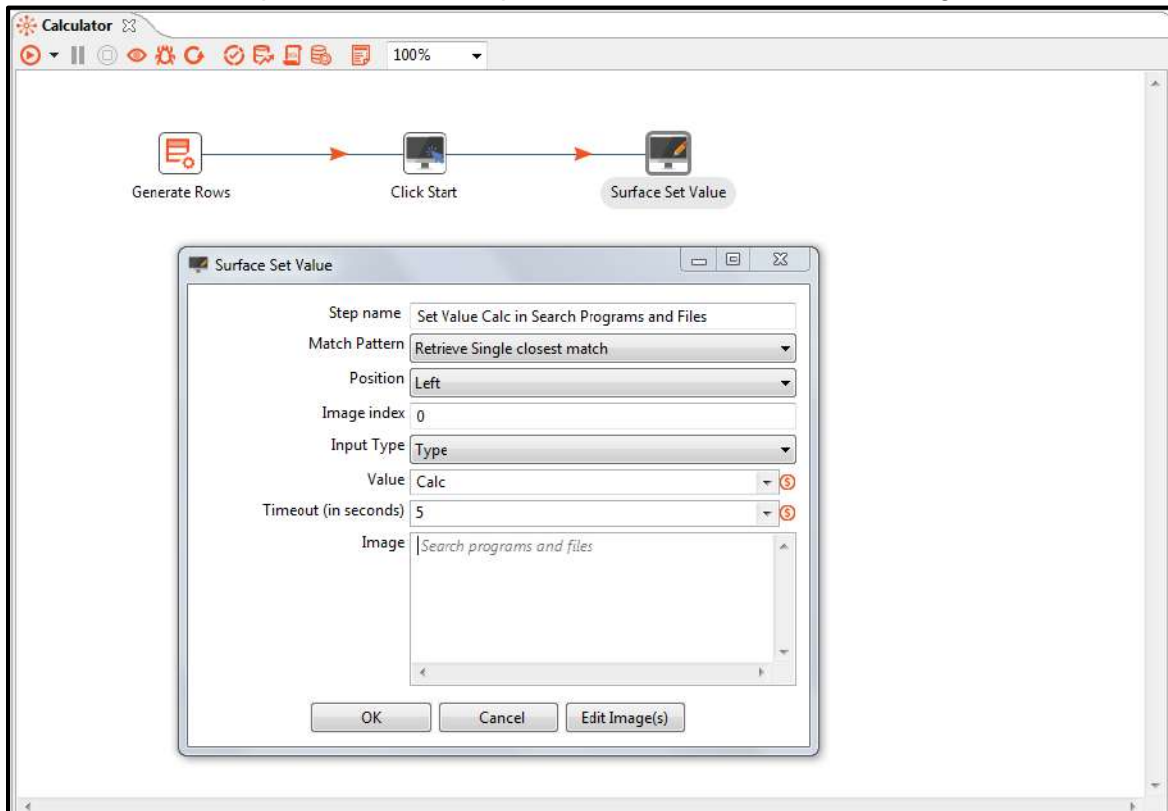 Calculator
100%
Generate Rows
Click Start
Surface Set Value
Surface Set Value
Step name Set Value Calc in Search Programs and Files
Match Pattern Retrieve Single closest match
Position Left
Image index 0
Input Type Type
Value Calc
Timeout (in seconds) 5
Image Search programs and files
OK Cancel Edit Image(s)